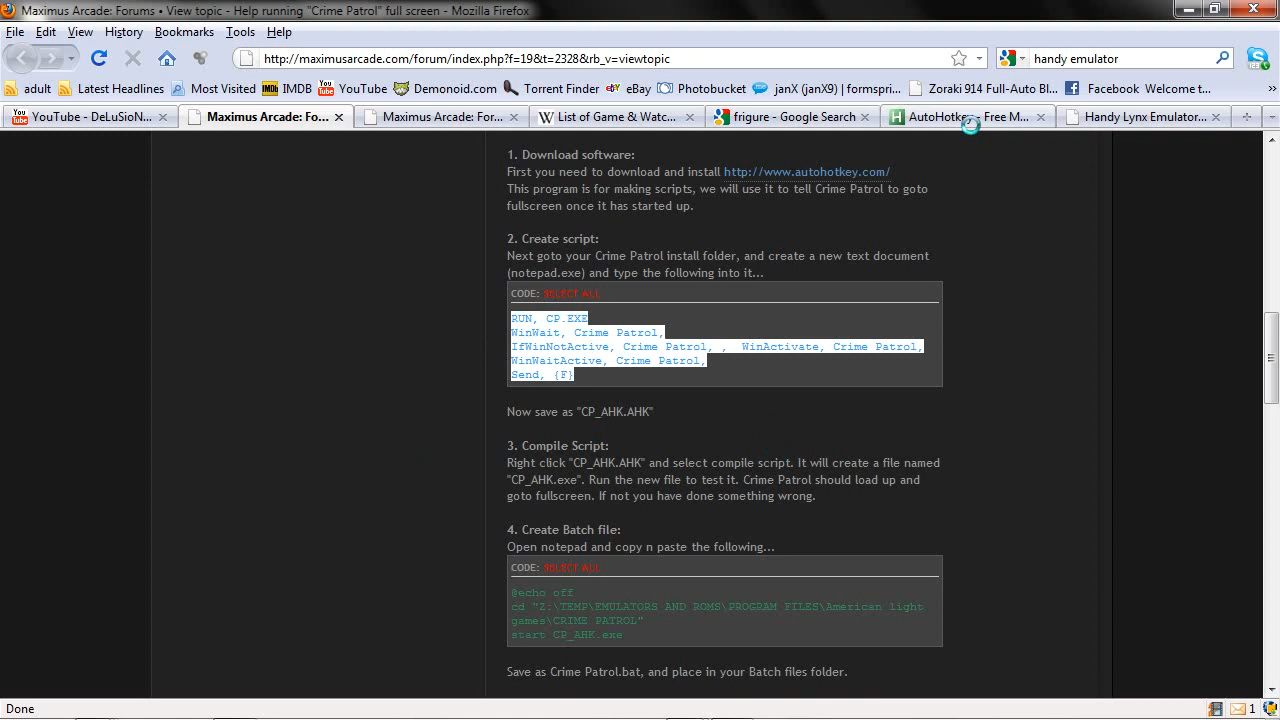 Maximus Arcade: Forums • View topic - Help running "Crime Patrol" full screen - Mozilla Firefox
File Edit View History Bookmarks Tools Help
http://maximusarcade.com/forum/index.php?f=19&t=2328&rb_v=viewtopic
handy emulator
adult Latest Headlines Most Visited IMDb IMDB YouTube YouTube Demonoid.com Torrent Finder eBay Photobucket janX (janX9) | formspri... Zoraki 914 Full-Auto Bl... Facebook Welcome t...
YouTube - DeLuSioN... Maximus Arcade: Fo... Maximus Arcade: For... W List of Game & Watc... frigure - Google Search H AutoHotkey - Free M... Handy Lynx Emulator...
1. Download software:
First you need to download and install http://www.autohotkey.com/
This program is for making scripts, we will use it to tell Crime Patrol to goto
fullscreen once it has started up.
2. Create script:
Next goto your Crime Patrol install folder, and create a new text document
(notepad.exe) and type the following into it...
CODE: SELECT ALL
RUN, CP.EXE
WinWait, Crime Patrol,
IfWinNotActive, Crime Patrol, , WinActivate, Crime Patrol,
WinWaitActive, Crime Patrol,
Send, {F}
Now save as "CP_AHK.AHK"
3. Compile Script:
Right click "CP_AHK.AHK" and select compile script. It will create a file named
"CP_AHK.exe". Run the new file to test it. Crime Patrol should load up and
goto fullscreen. If not you have done something wrong.
4. Create Batch file:
Open notepad and copy n paste the following...
CODE: SELECT ALL
@echo off
cd "Z:\TEMP\EMULATORS AND ROMS\PROGRAM FILES\American light
games\CRIME PATROL"
start CP_AHK.exe
Save as Crime Patrol.bat, and place in your Batch files folder.
Done
1